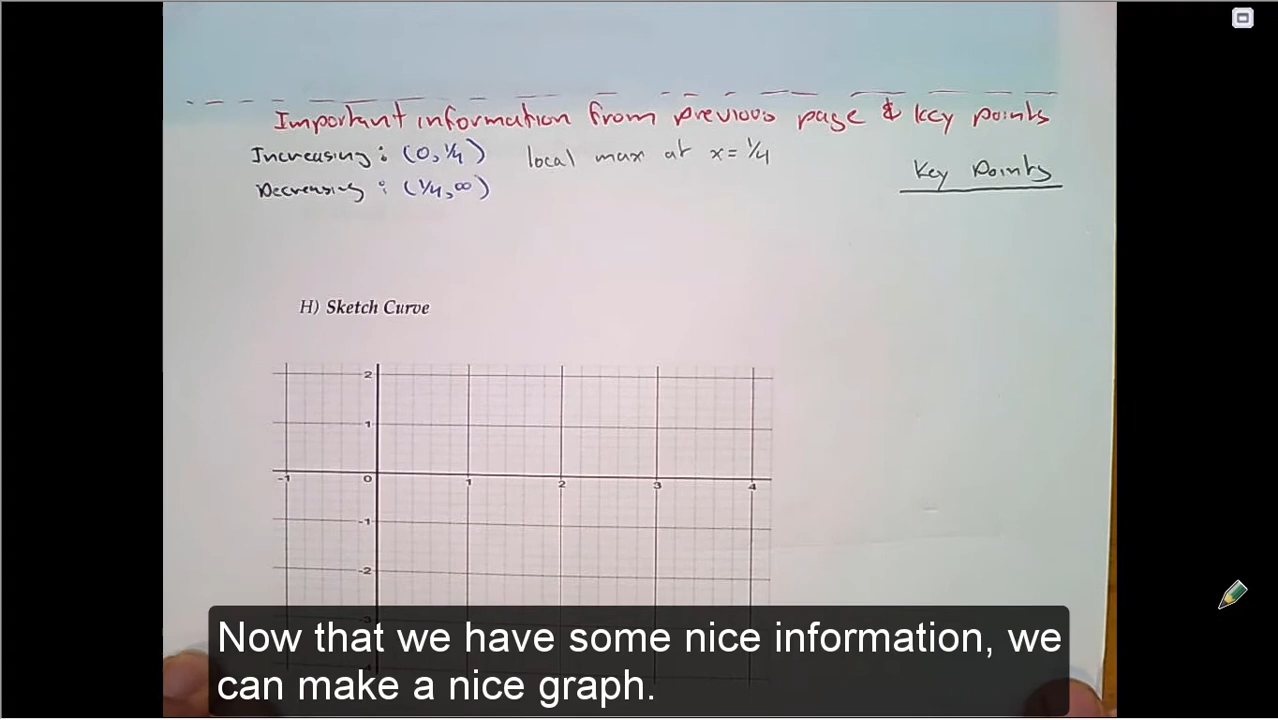 Important information from previous page & key points
Increasing : (0, 1/4) local max at x = 1/4
Decreasing : (1/4, ∞)
Key Points
H) Sketch Curve
2
1
-1 0 1 2 3 4
-1
-2
Now that we have some nice information, we
can make a nice graph.